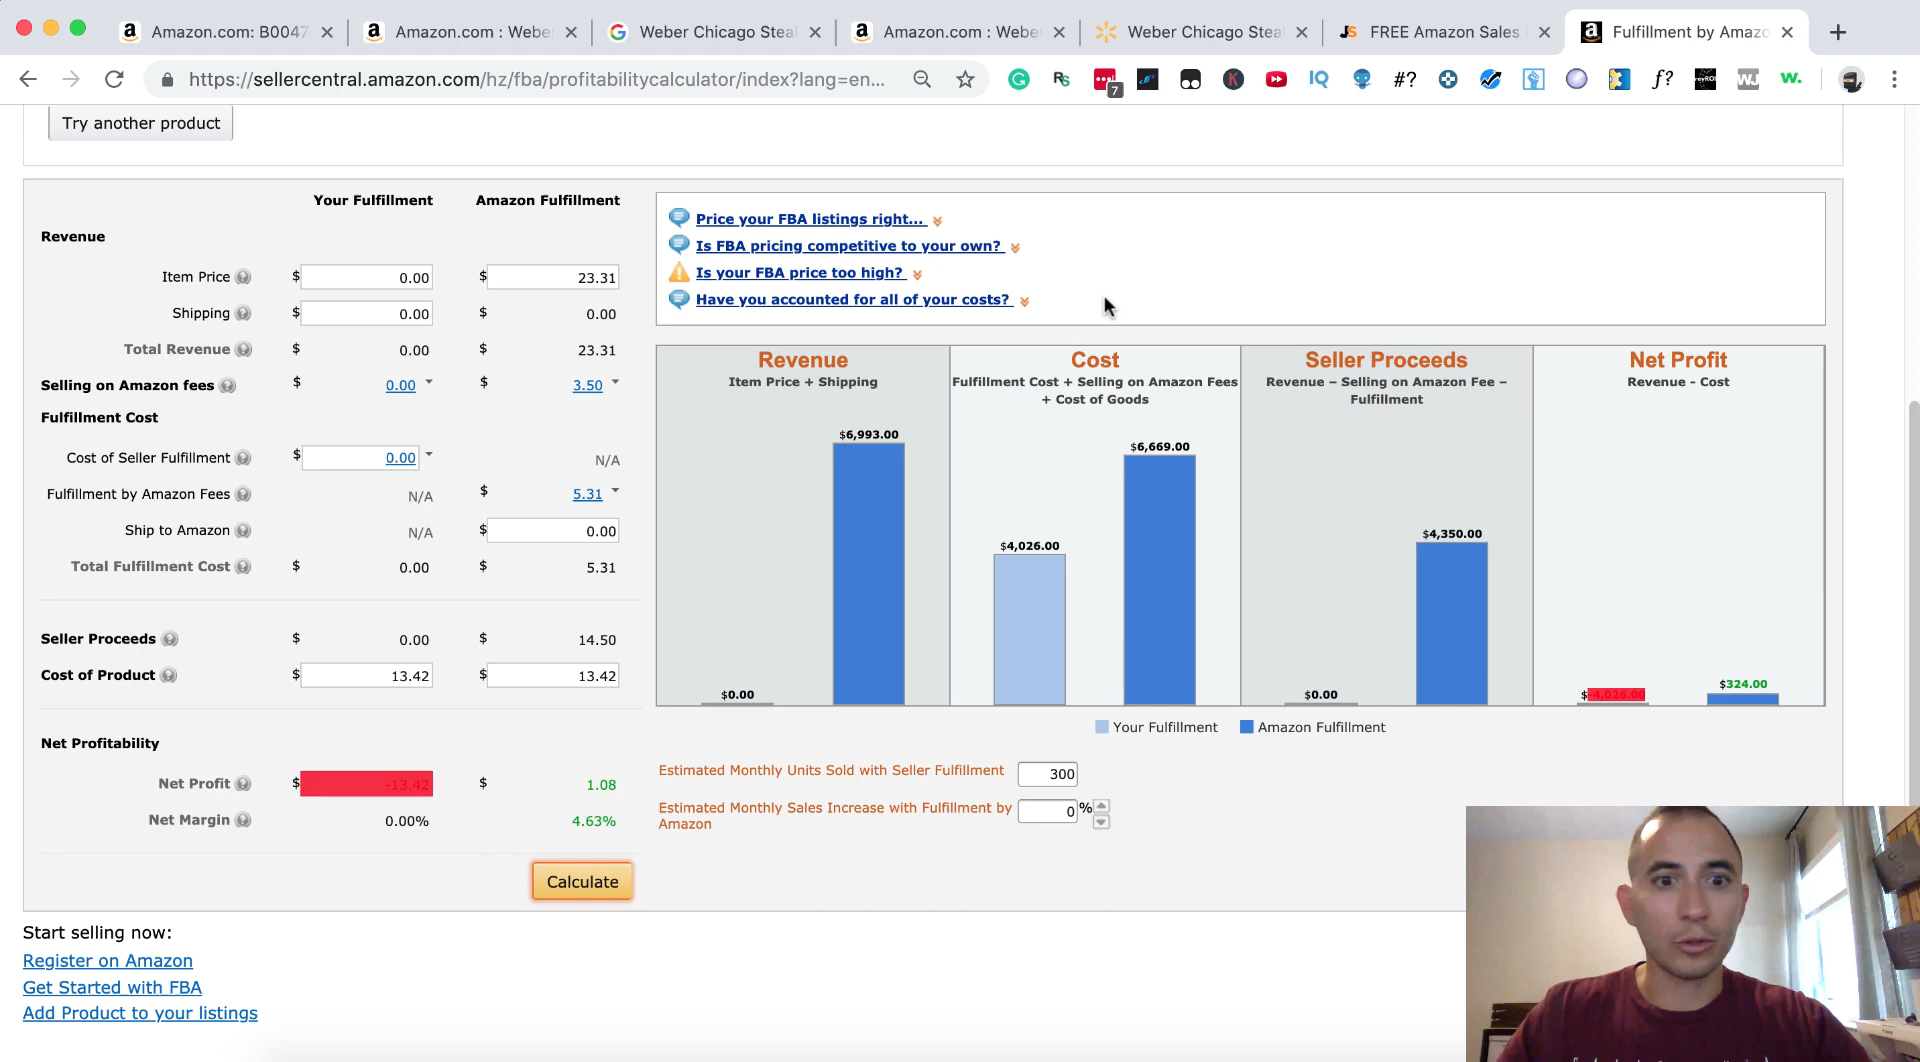 Amazon.com: B0047
Amazon.com : Webe
Weber Chicago Stea
Amazon.com : Webe
Weber Chicago Stea
JS FREE Amazon Sales
Fulfillment by Amazo
https://sellercentral.amazon.com/hz/fba/profitabilitycalculator/index?lang=en...
7
IQ
#?
f?
WJ
w.
Try another product
Your Fulfillment Amazon Fulfillment
Revenue
Item Price $ 0.00 $ 23.31
Shipping $ 0.00 $ 0.00
Total Revenue $ 0.00 $ 23.31
Selling on Amazon fees $ 0.00 $ 3.50
Fulfillment Cost
Cost of Seller Fulfillment $ 0.00 N/A
Fulfillment by Amazon Fees N/A $ 5.31
Ship to Amazon N/A $ 0.00
Total Fulfillment Cost $ 0.00 $ 5.31
Seller Proceeds $ 0.00 $ 14.50
Cost of Product $ 13.42 $ 13.42
Net Profitability
Net Profit $ -13.42 $ 1.08
Net Margin 0.00% 4.63%
Calculate
Price your FBA listings right...
Is FBA pricing competitive to your own?
Is your FBA price too high?
Have you accounted for all of your costs?
Revenue
Item Price + Shipping
$0.00
$6,993.00
Cost
Fulfillment Cost + Selling on Amazon Fees
+ Cost of Goods
$4,026.00
$6,669.00
Seller Proceeds
Revenue – Selling on Amazon Fee –
Fulfillment
$0.00
$4,350.00
Net Profit
Revenue - Cost
$-4,026.00
$324.00
Your Fulfillment Amazon Fulfillment
Estimated Monthly Units Sold with Seller Fulfillment 300
Estimated Monthly Sales Increase with Fulfillment by 0 %
Amazon
Start selling now:
Register on Amazon
Get Started with FBA
Add Product to your listings